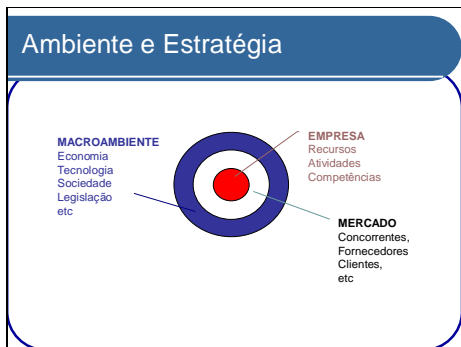 Ambiente e Estratégia
MACROAMBIENTE
Economia
Tecnologia
Sociedade
Legislação
etc
EMPRESA
Recursos
Atividades
Competências
MERCADO
Concorrentes,
Fornecedores
Clientes,
etc